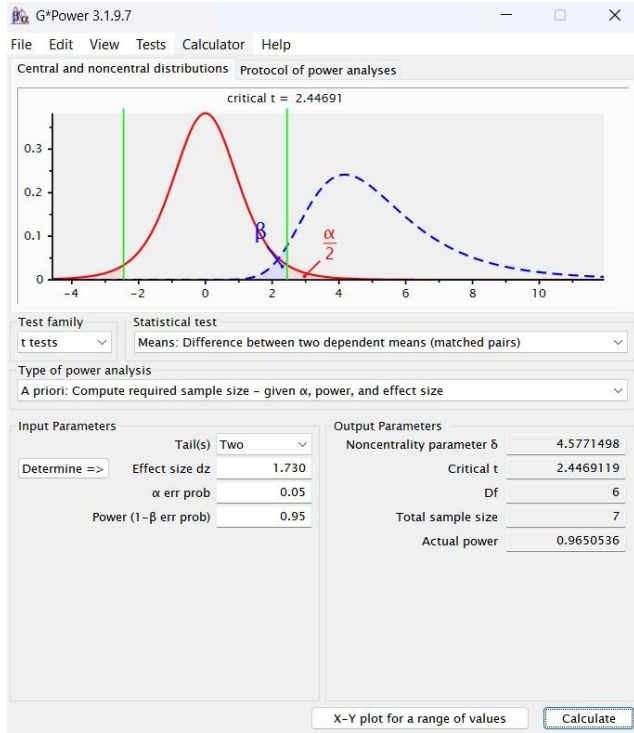 G*Power 3.1.9.7
File Edit View Tests Calculator Help
Central and noncentral distributions Protocol of power analyses
critical t = 2.44691
0.3
0.2
0.1
0
β
α
2
-4 -2 0 2 4 6 8 10
Test family Statistical test
t tests Means: Difference between two dependent means (matched pairs)
Type of power analysis
A priori: Compute required sample size - given α, power, and effect size
Input Parameters Output Parameters
Tail(s) Two Noncentrality parameter δ 4.5771498
Determine => Effect size dz 1.730 Critical t 2.4469119
α err prob 0.05 Df 6
Power (1-β err prob) 0.95 Total sample size 7
Actual power 0.9650536
X-Y plot for a range of values Calculate